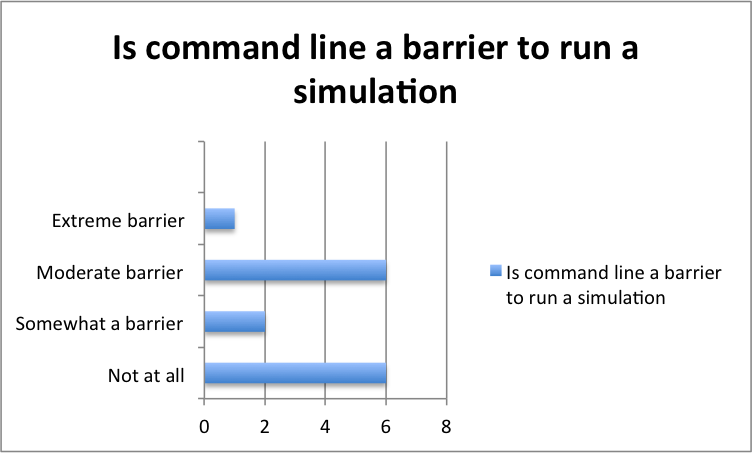 Is command line a barrier to run a
simulation
Extreme barrier
Moderate barrier
Somewhat a barrier
Not at all
0 2 4 6 8
Is command line a barrier
to run a simulation